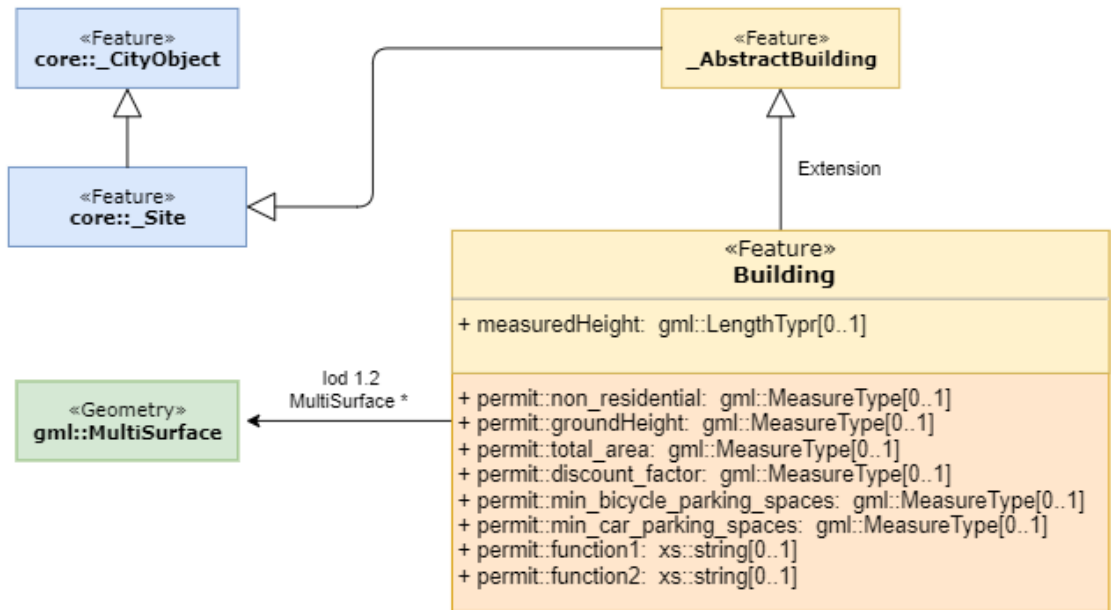 «Feature»
core::_CityObject
«Feature»
_AbstractBuilding
Extension
«Feature»
core::_Site
«Feature»
Building
+ measuredHeight: gml::LengthTypr[0..1]
lod 1.2
MultiSurface *
«Geometry»
gml::MultiSurface
+ permit::non_residential: gml::MeasureType[0..1]
+ permit::groundHeight: gml::MeasureType[0..1]
+ permit::total_area: gml::MeasureType[0..1]
+ permit::discount_factor: gml::MeasureType[0..1]
+ permit::min_bicycle_parking_spaces: gml::MeasureType[0..1]
+ permit::min_car_parking_spaces: gml::MeasureType[0..1]
+ permit::function1: xs::string[0..1]
+ permit::function2: xs::string[0..1]